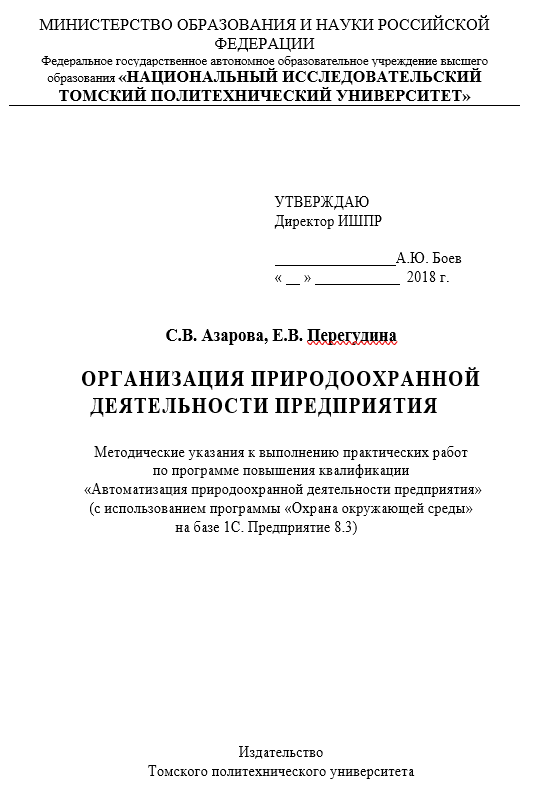 МИНИСТЕРСТВО ОБРАЗОВАНИЯ И НАУКИ РОССИЙСКОЙ
ФЕДЕРАЦИИ
Федеральное государственное автономное образовательное учреждение высшего
образования «НАЦИОНАЛЬНЫЙ ИССЛЕДОВАТЕЛЬСКИЙ
ТОМСКИЙ ПОЛИТЕХНИЧЕСКИЙ УНИВЕРСИТЕТ»
УТВЕРЖДАЮ
Директор ИШПР
________________А.Ю. Боев
« __ » ____________ 2018 г.
С.В. Азарова, Е.В. Перегудина
ОРГАНИЗАЦИЯ ПРИРОДООХРАННОЙ
ДЕЯТЕЛЬНОСТИ ПРЕДПРИЯТИЯ
Методические указания к выполнению практических работ
по программе повышения квалификации
«Автоматизация природоохранной деятельности предприятия»
(с использованием программы «Охрана окружающей среды»
на базе 1С. Предприятие 8.3)
Издательство
Томского политехнического университета